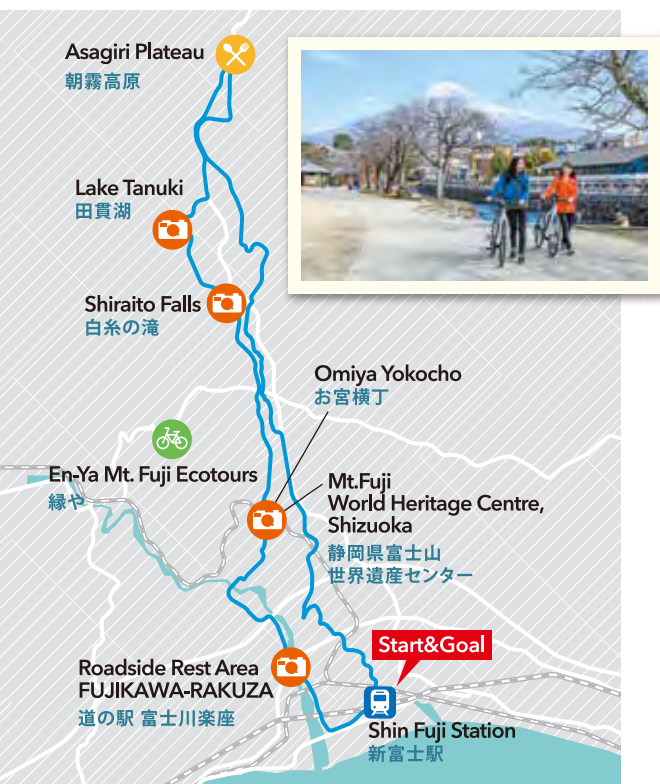 Asagiri Plateau
朝霧高原
Lake Tanuki
田貫湖
Shiraito Falls
白糸の滝
Omiya Yokocho
お宮横丁
En-Ya Mt. Fuji Ecotours
縁や
Mt.Fuji
World Heritage Centre,
Shizuoka
静岡県富士山
世界遺産センター
Start&Goal
Roadside Rest Area
FUJIKAWA-RAKUZA
道の駅 富士川楽座
Shin Fuji Station
新富士駅